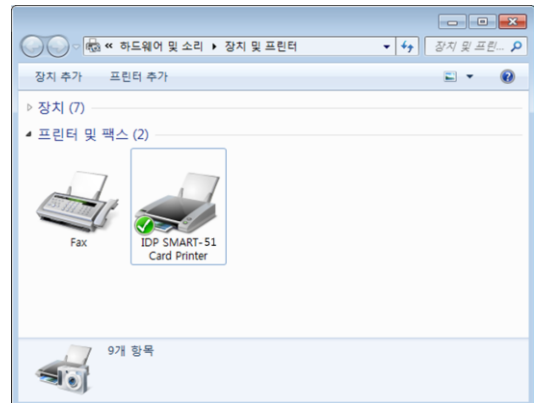 « 하드웨어 및 소리 ▸ 장치 및 프린터
장치 및 프린...
장치 추가 프린터 추가
장치 (7)
프린터 및 팩스 (2)
Fax
IDP SMART-51
Card Printer
9개 항목